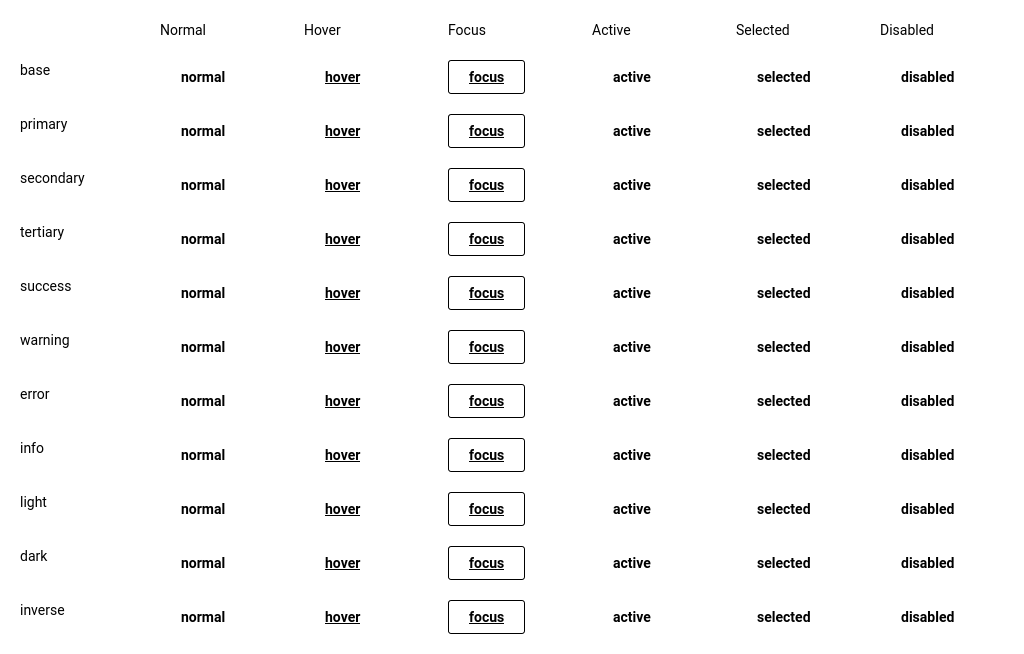 Normal Hover Focus Active Selected Disabled
base normal hover focus active selected disabled
primary normal hover focus active selected disabled
secondary normal hover focus active selected disabled
tertiary normal hover focus active selected disabled
success normal hover focus active selected disabled
warning normal hover focus active selected disabled
error normal hover focus active selected disabled
info normal hover focus active selected disabled
light normal hover focus active selected disabled
dark normal hover focus active selected disabled
inverse normal hover focus active selected disabled